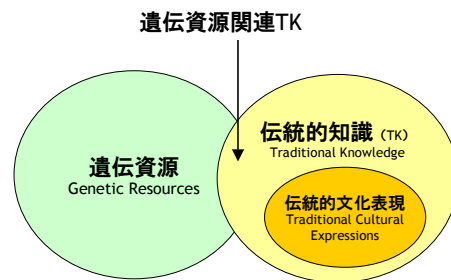 遺伝資源関連TK
伝統的知識 (TK)
Traditional Knowledge
遺伝資源
Genetic Resources
伝統的文化表現
Traditional Cultural
Expressions